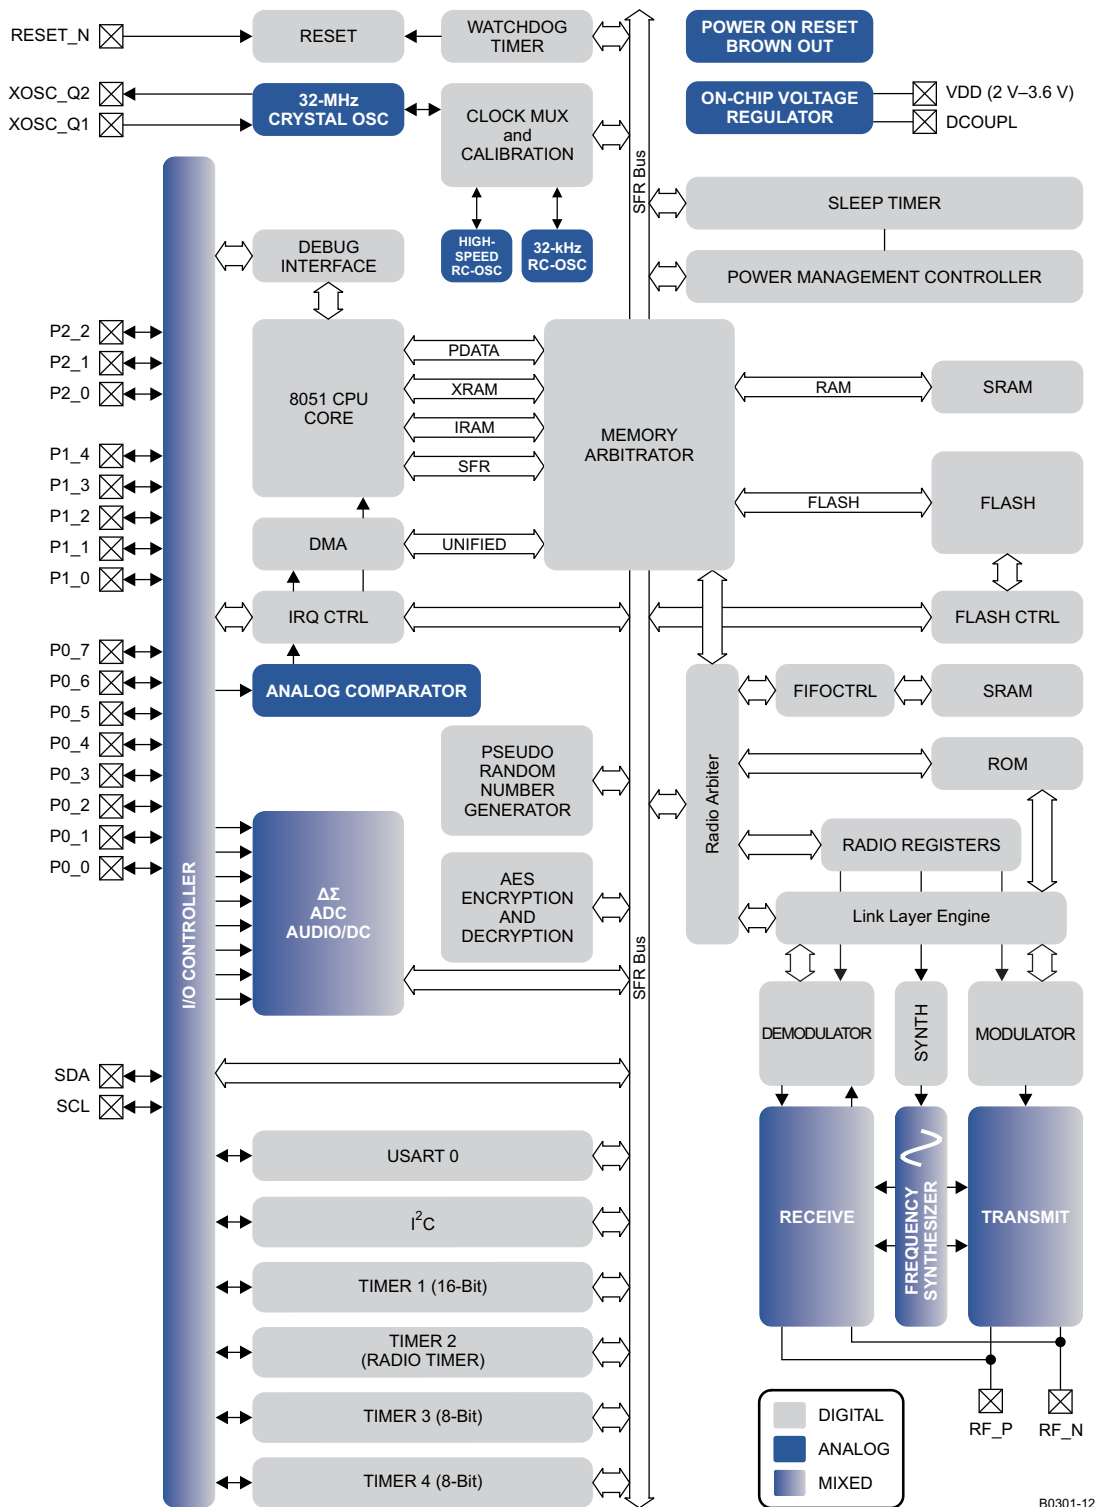 RESET_N
RESET
WATCHDOG
TIMER
POWER ON RESET
BROWN OUT
XOSC_Q2
XOSC_Q1
32-MHz
CRYSTAL OSC
CLOCK MUX
and
CALIBRATION
ON-CHIP VOLTAGE
REGULATOR
VDD (2 V–3.6 V)
DCOUPL
SFR Bus
SLEEP TIMER
HIGH-
SPEED
RC-OSC
32-kHz
RC-OSC
DEBUG
INTERFACE
POWER MANAGEMENT CONTROLLER
P2_2
P2_1
P2_0
P1_4
P1_3
P1_2
P1_1
P1_0
8051 CPU
CORE
PDATA
XRAM
IRAM
SFR
MEMORY
ARBITRATOR
RAM
SRAM
FLASH
FLASH
DMA
UNIFIED
IRQ CTRL
FLASH CTRL
P0_7
P0_6
P0_5
P0_4
P0_3
P0_2
P0_1
P0_0
ANALOG COMPARATOR
FIFOCTRL
SRAM
PSEUDO
RANDOM
NUMBER
GENERATOR
Radio Arbiter
ROM
RADIO REGISTERS
I/O CONTROLLER
ΔΣ
ADC
AUDIO/DC
AES
ENCRYPTION
AND
DECRYPTION
Link Layer Engine
SFR Bus
DEMODULATOR
SYNTH
MODULATOR
SDA
SCL
USART 0
I2C
TIMER 1 (16-Bit)
TIMER 2
(RADIO TIMER)
TIMER 3 (8-Bit)
TIMER 4 (8-Bit)
RECEIVE
FREQUENCY
SYNTHESIZER
TRANSMIT
RF_P
RF_N
DIGITAL
ANALOG
MIXED
B0301-12